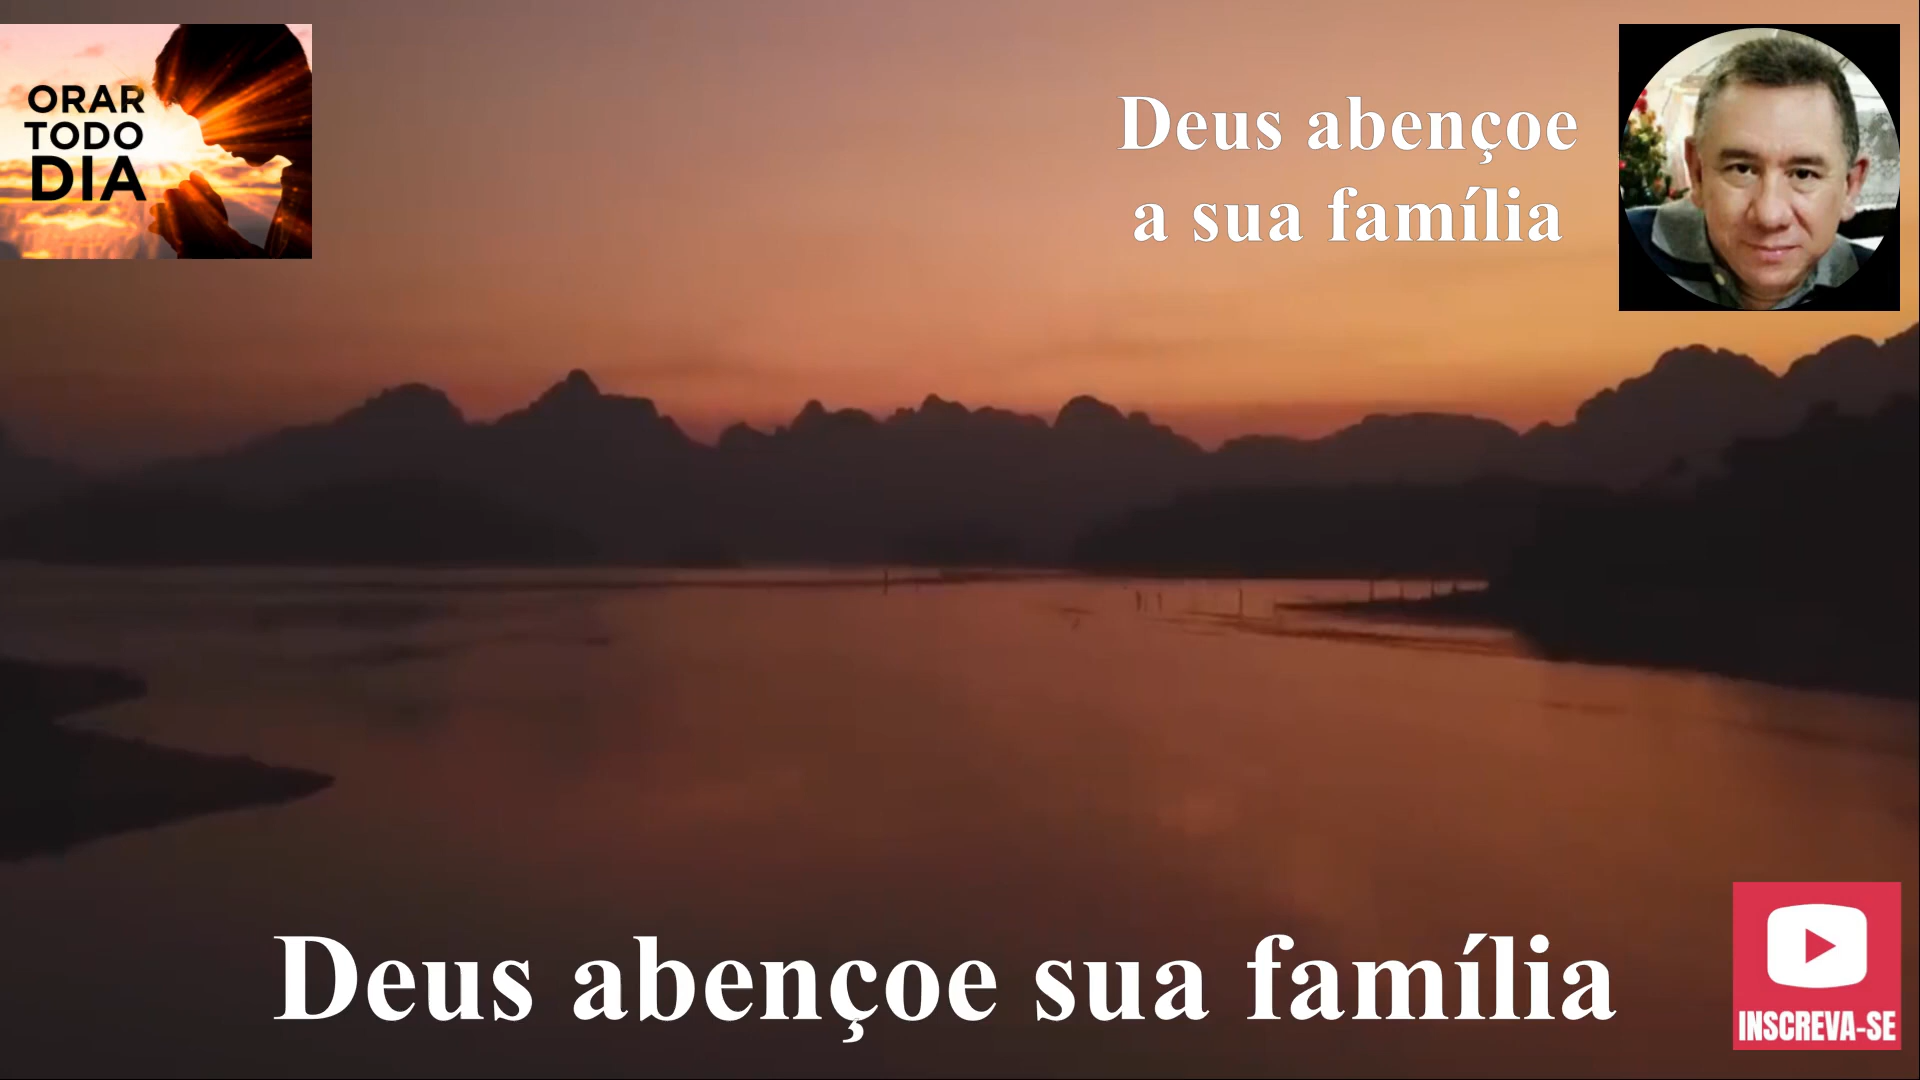 ORAR
TODO
DIA
Deus abençoe
a sua família
Deus abençoe sua família
INSCREVA-SE